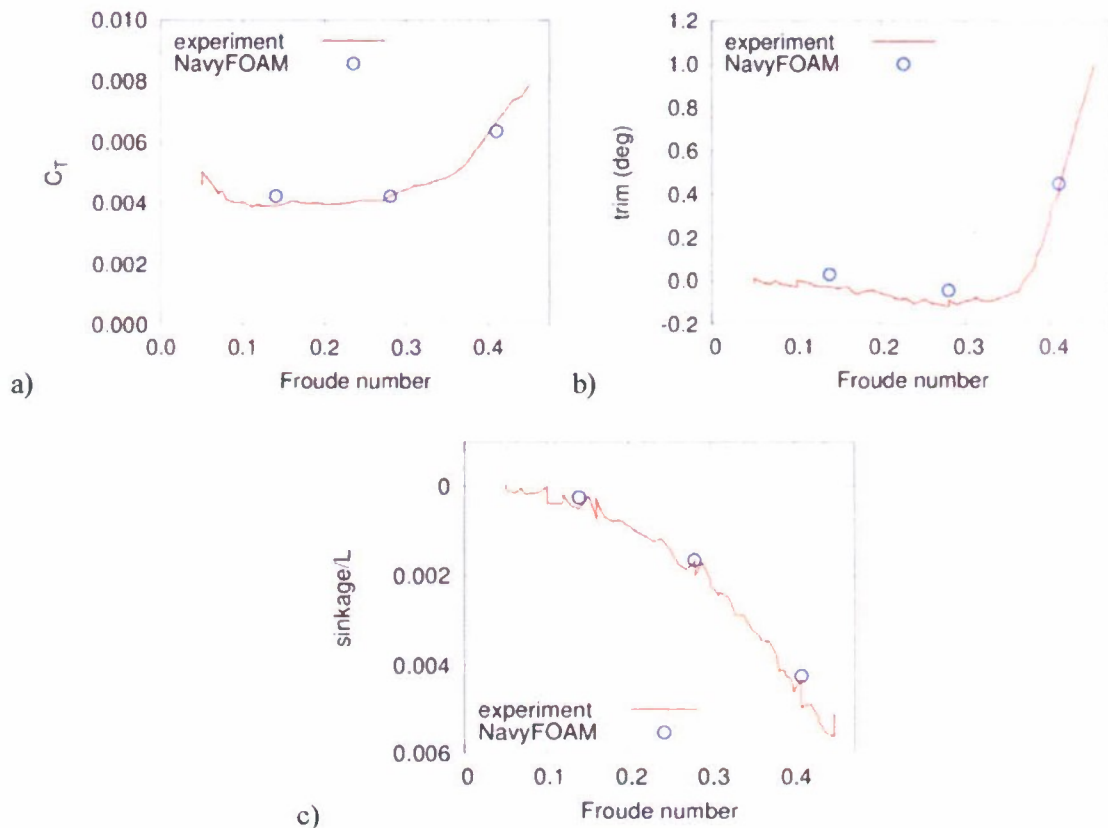 0.010
experiment
NavyFOAM
0.008
0.006
C_T
0.004
0.002
0.000
0.0 0.1 0.2 0.3 0.4
Froude number
a)
1.2
experiment
NavyFOAM
1.0
0.8
0.6
trim (deg)
0.4
0.2
0.0
-0.2
0 0.1 0.2 0.3 0.4
Froude number
b)
0
0.002
sinkage/L
0.004
experiment
NavyFOAM
0.006
0 0.1 0.2 0.3 0.4
Froude number
c)